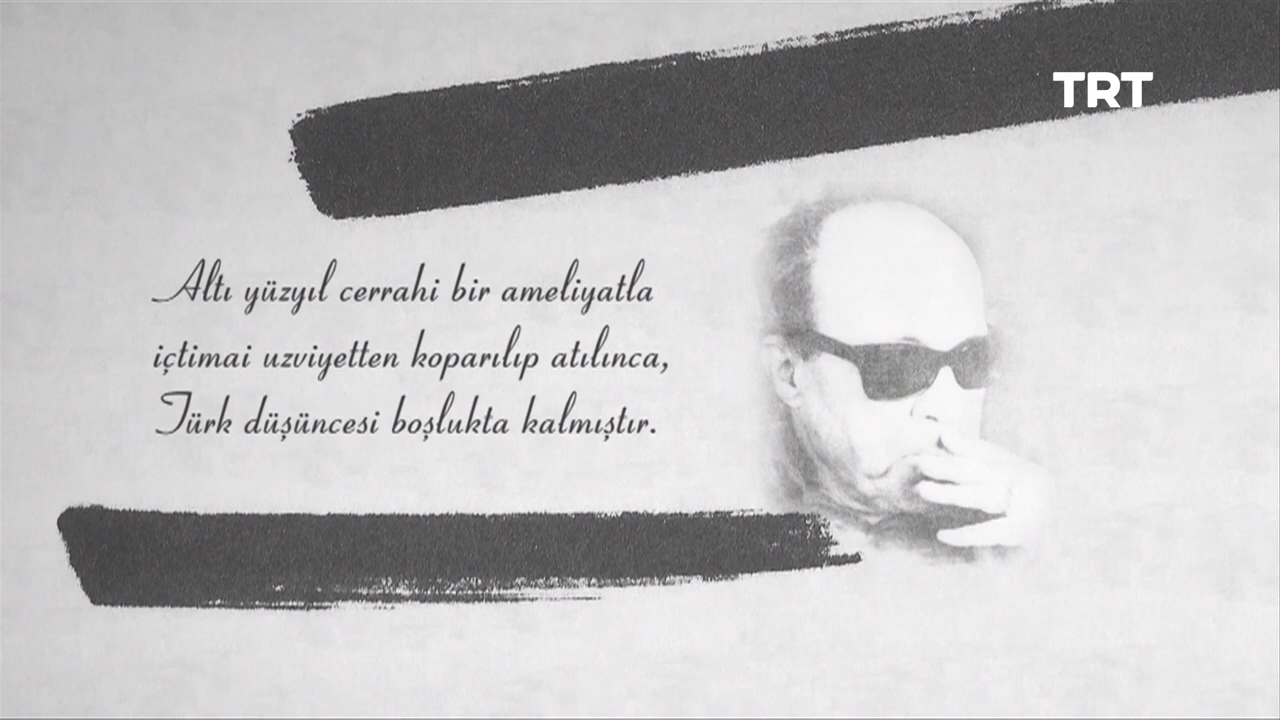 TRT
Altı yüzyıl cerrahi bir ameliyatla
içtimai uzviyetten koparılıp atılınca,
Türk düşüncesi boşlukta kalmıştır.